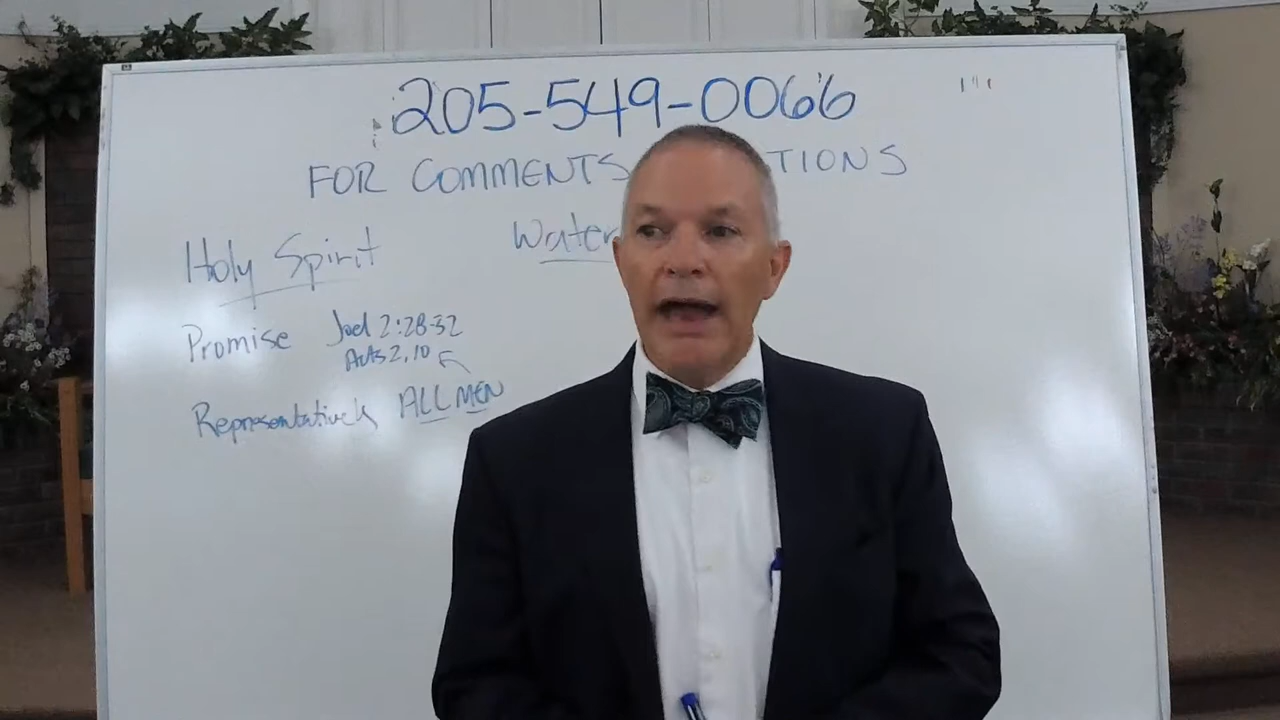 205-549-0066
FOR COMMENTS TIONS
Holy Spirit Water
Promise Joel 2:28-32
Acts 2, 10
Representatively ALL MEN